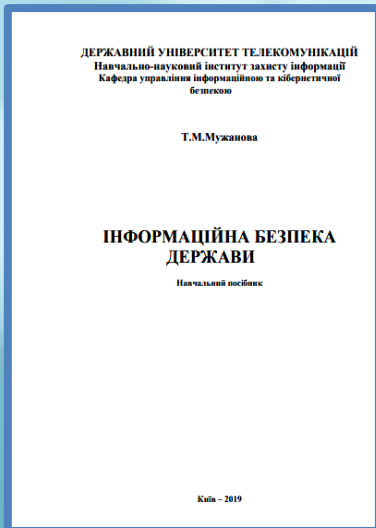 ДЕРЖАВНИЙ УНІВЕРСИТЕТ ТЕЛЕКОМУНІКАЦІЙ
Навчально-науковий інститут захисту інформації
Кафедра управління інформаційною та кібернетичної
безпекою
Т.М.Мужанова
ІНФОРМАЦІЙНА БЕЗПЕКА
ДЕРЖАВИ
Навчальний посібник
Київ – 2019